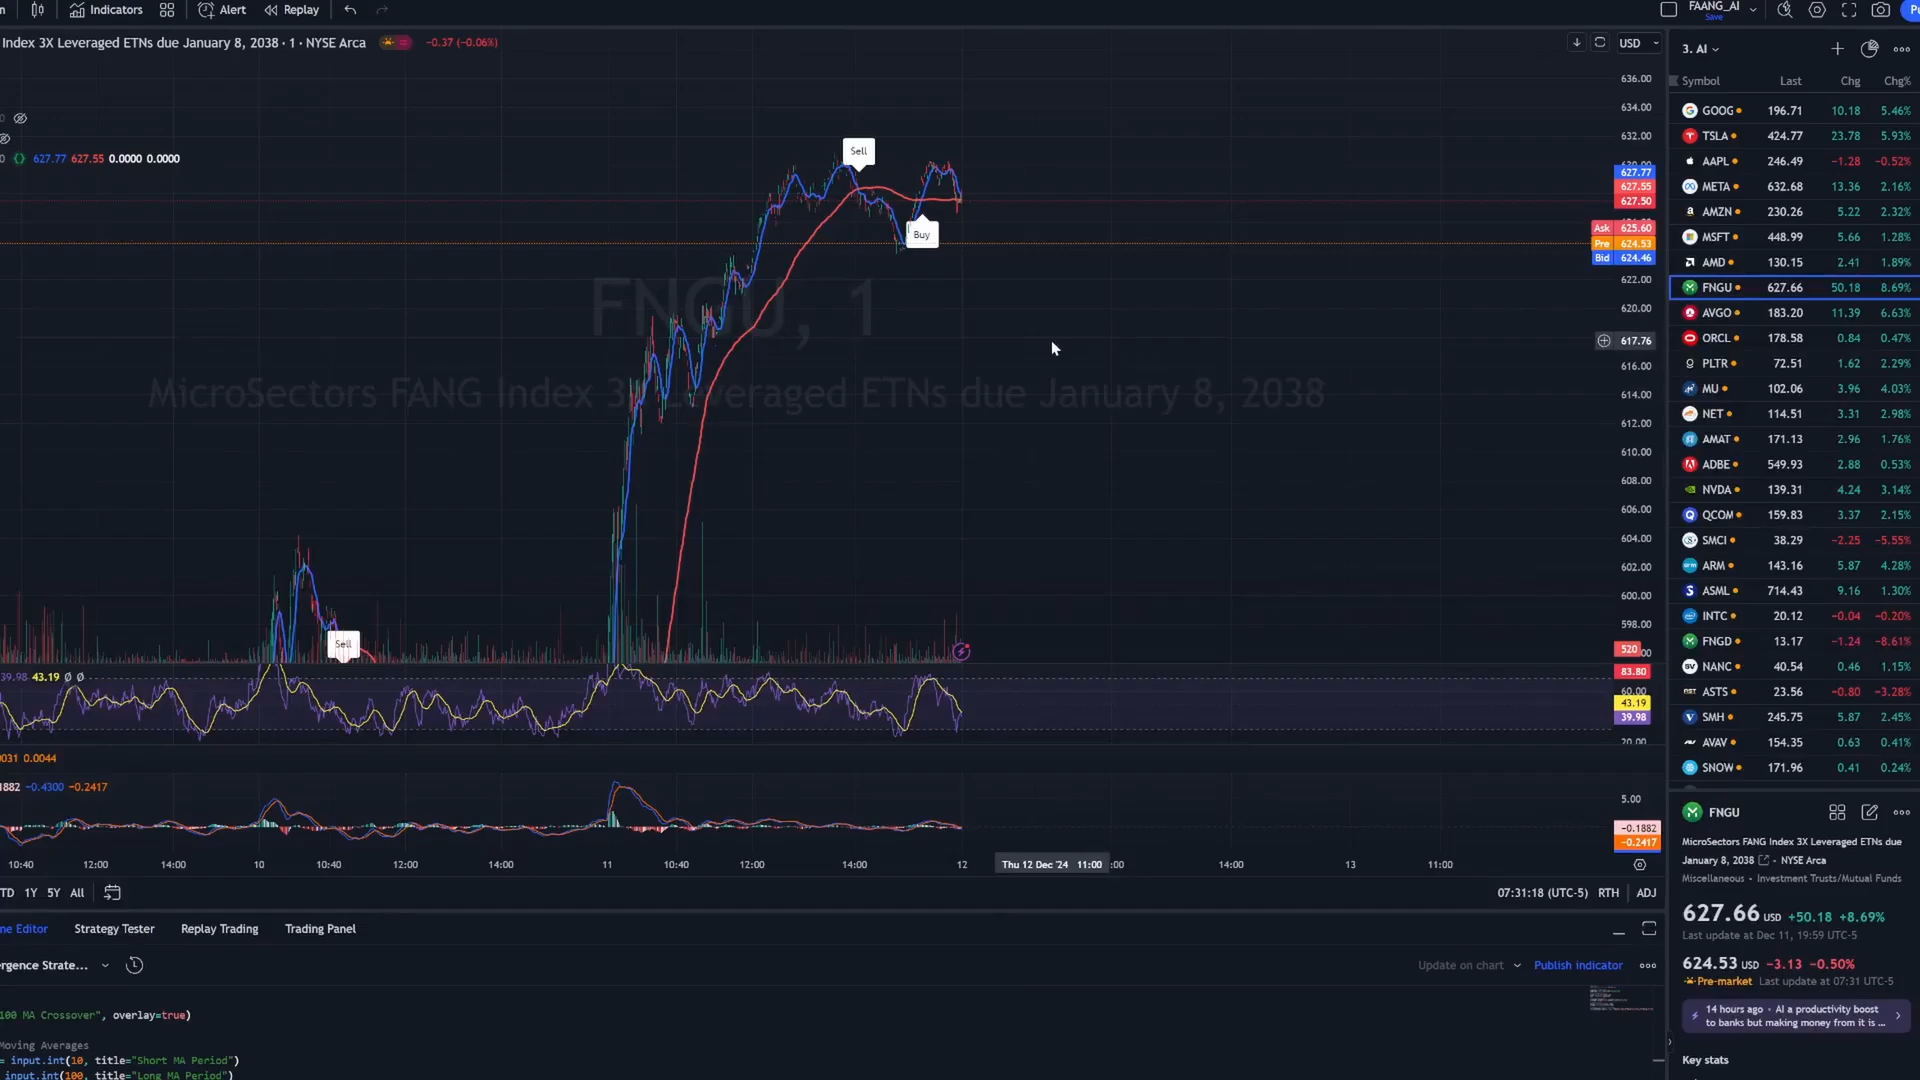 Indicators Alert Replay FAANG_AI
Save
Index 3X Leveraged ETNs due January 8, 2038 · 1 · NYSE Arca −0.37 (−0.06%) USD
3. AI
Symbol Last Chg Chg%
627.77 627.55 0.0000 0.0000
GOOG 196.71 10.18 5.46%
TSLA 424.77 23.78 5.93%
AAPL 246.49 −1.28 −0.52%
META 632.68 13.36 2.16%
AMZN 230.26 5.22 2.32%
MSFT 448.99 5.66 1.28%
AMD 130.15 2.41 1.89%
FNGU 627.66 50.18 8.69%
AVGO 183.20 11.39 6.63%
ORCL 178.58 0.84 0.47%
PLTR 72.51 1.62 2.29%
MU 102.06 3.96 4.03%
NET 114.51 3.31 2.98%
AMAT 171.13 2.96 1.76%
ADBE 549.93 2.88 0.53%
NVDA 139.31 4.24 3.14%
QCOM 159.83 3.37 2.15%
SMCI 38.29 −2.25 −5.55%
ARM 143.16 5.87 4.28%
ASML 714.43 9.16 1.30%
INTC 20.12 −0.04 −0.20%
FNGD 13.17 −1.24 −8.61%
NANC 40.54 0.46 1.15%
ASTS 23.56 −0.80 −3.28%
SMH 245.75 5.87 2.45%
AVAV 154.35 0.63 0.41%
SNOW 171.96 0.41 0.24%
636.00
634.00
632.00
627.77
627.55
627.50
Ask 625.60
Pre 624.53
Bid 624.46
622.00
620.00
617.76
616.00
614.00
612.00
610.00
608.00
606.00
604.00
602.00
600.00
598.00
520
83.80
60.00
43.19
39.98
20.00
5.00
−0.1882
−0.2417
Sell
Buy
Sell
FNGU, 1
MicroSectors FANG Index 3X Leveraged ETNs due January 8, 2038
39.98 43.19
0031 0.0044
1882 −0.4300 −0.2417
10:40 12:00 14:00 10 10:40 12:00 14:00 11 10:40 12:00 14:00 12 Thu 12 Dec '24 11:00 :00 14:00 13 11:00
TD 1Y 5Y All 07:31:18 (UTC-5) RTH ADJ
ne Editor Strategy Tester Replay Trading Trading Panel
rgence Strate... Update on chart Publish indicator
100 MA Crossover", overlay=true)
Moving Averages
= input.int(10, title="Short MA Period")
input.int(100, title="Long MA Period")
FNGU
MicroSectors FANG Index 3X Leveraged ETNs due
January 8, 2038 • NYSE Arca
Miscellaneous • Investment Trusts/Mutual Funds
627.66 USD +50.18 +8.69%
Last update at Dec 11, 19:59 UTC-5
624.53 USD −3.13 −0.50%
Pre-market Last update at 07:31 UTC-5
14 hours ago • AI a productivity boost
to banks but making money from it is ...
Key stats